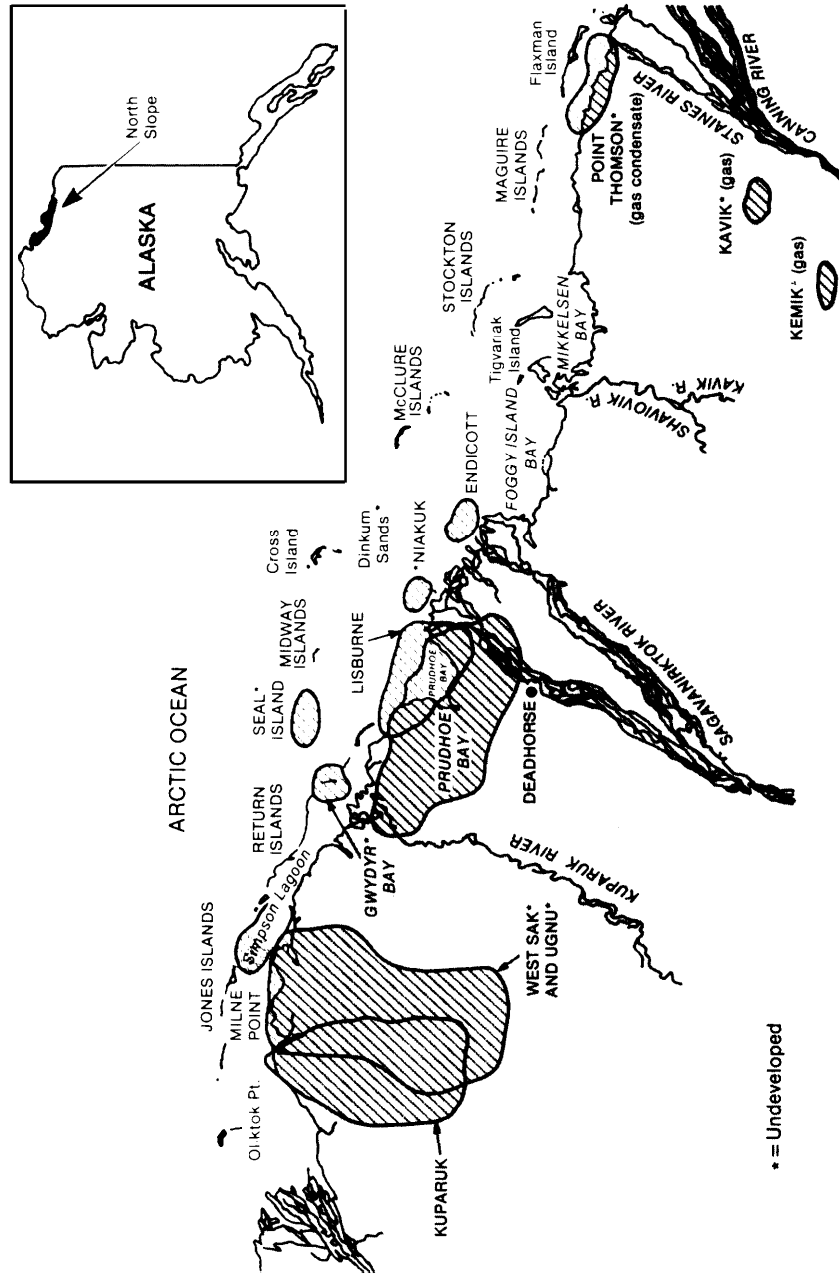 North
Slope
ALASKA
ARCTIC OCEAN
JONES ISLANDS
MILNE
POINT
Oliktok Pt.
Simpson Lagoon
RETURN
ISLANDS
GWYDYR*
BAY
SEAL*
ISLAND
MIDWAY
ISLANDS
Cross
Island
LISBURNE
Dinkum
Sands*
*NIAKUK
ENDICOTT
McCLURE
ISLANDS
FOGGY ISLAND
BAY
Tigvariak
Island
STOCKTON
ISLANDS
MIKKELSEN
BAY
MAGUIRE
ISLANDS
Flaxman
Island
POINT
THOMSON*
(gas condensate)
STAINES RIVER
CANNING RIVER
KAVIK* (gas)
KEMIK* (gas)
SHAVIOVIK R.
KAVIK R.
PRUDHOE
BAY
PRUDHOE
BAY
DEADHORSE
SAGAVANIRKTOK RIVER
KUPARUK RIVER
WEST SAK*
AND UGNU*
KUPARUK
* = Undeveloped